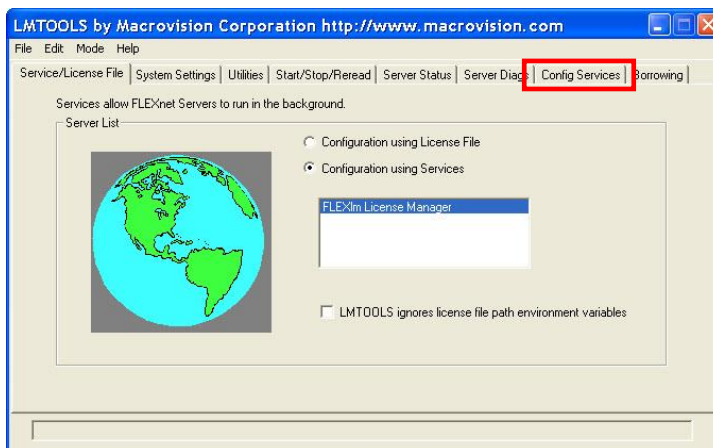 LMTOOLS by Macrovision Corporation http://www.macrovision.com
File Edit Mode Help
Service/License File System Settings Utilities Start/Stop/Reread Server Status Server Diags Config Services Borrowing
Services allow FLEXnet Servers to run in the background.
Server List
Configuration using License File
Configuration using Services
FLEXlm License Manager
LMTOOLS ignores license file path environment variables